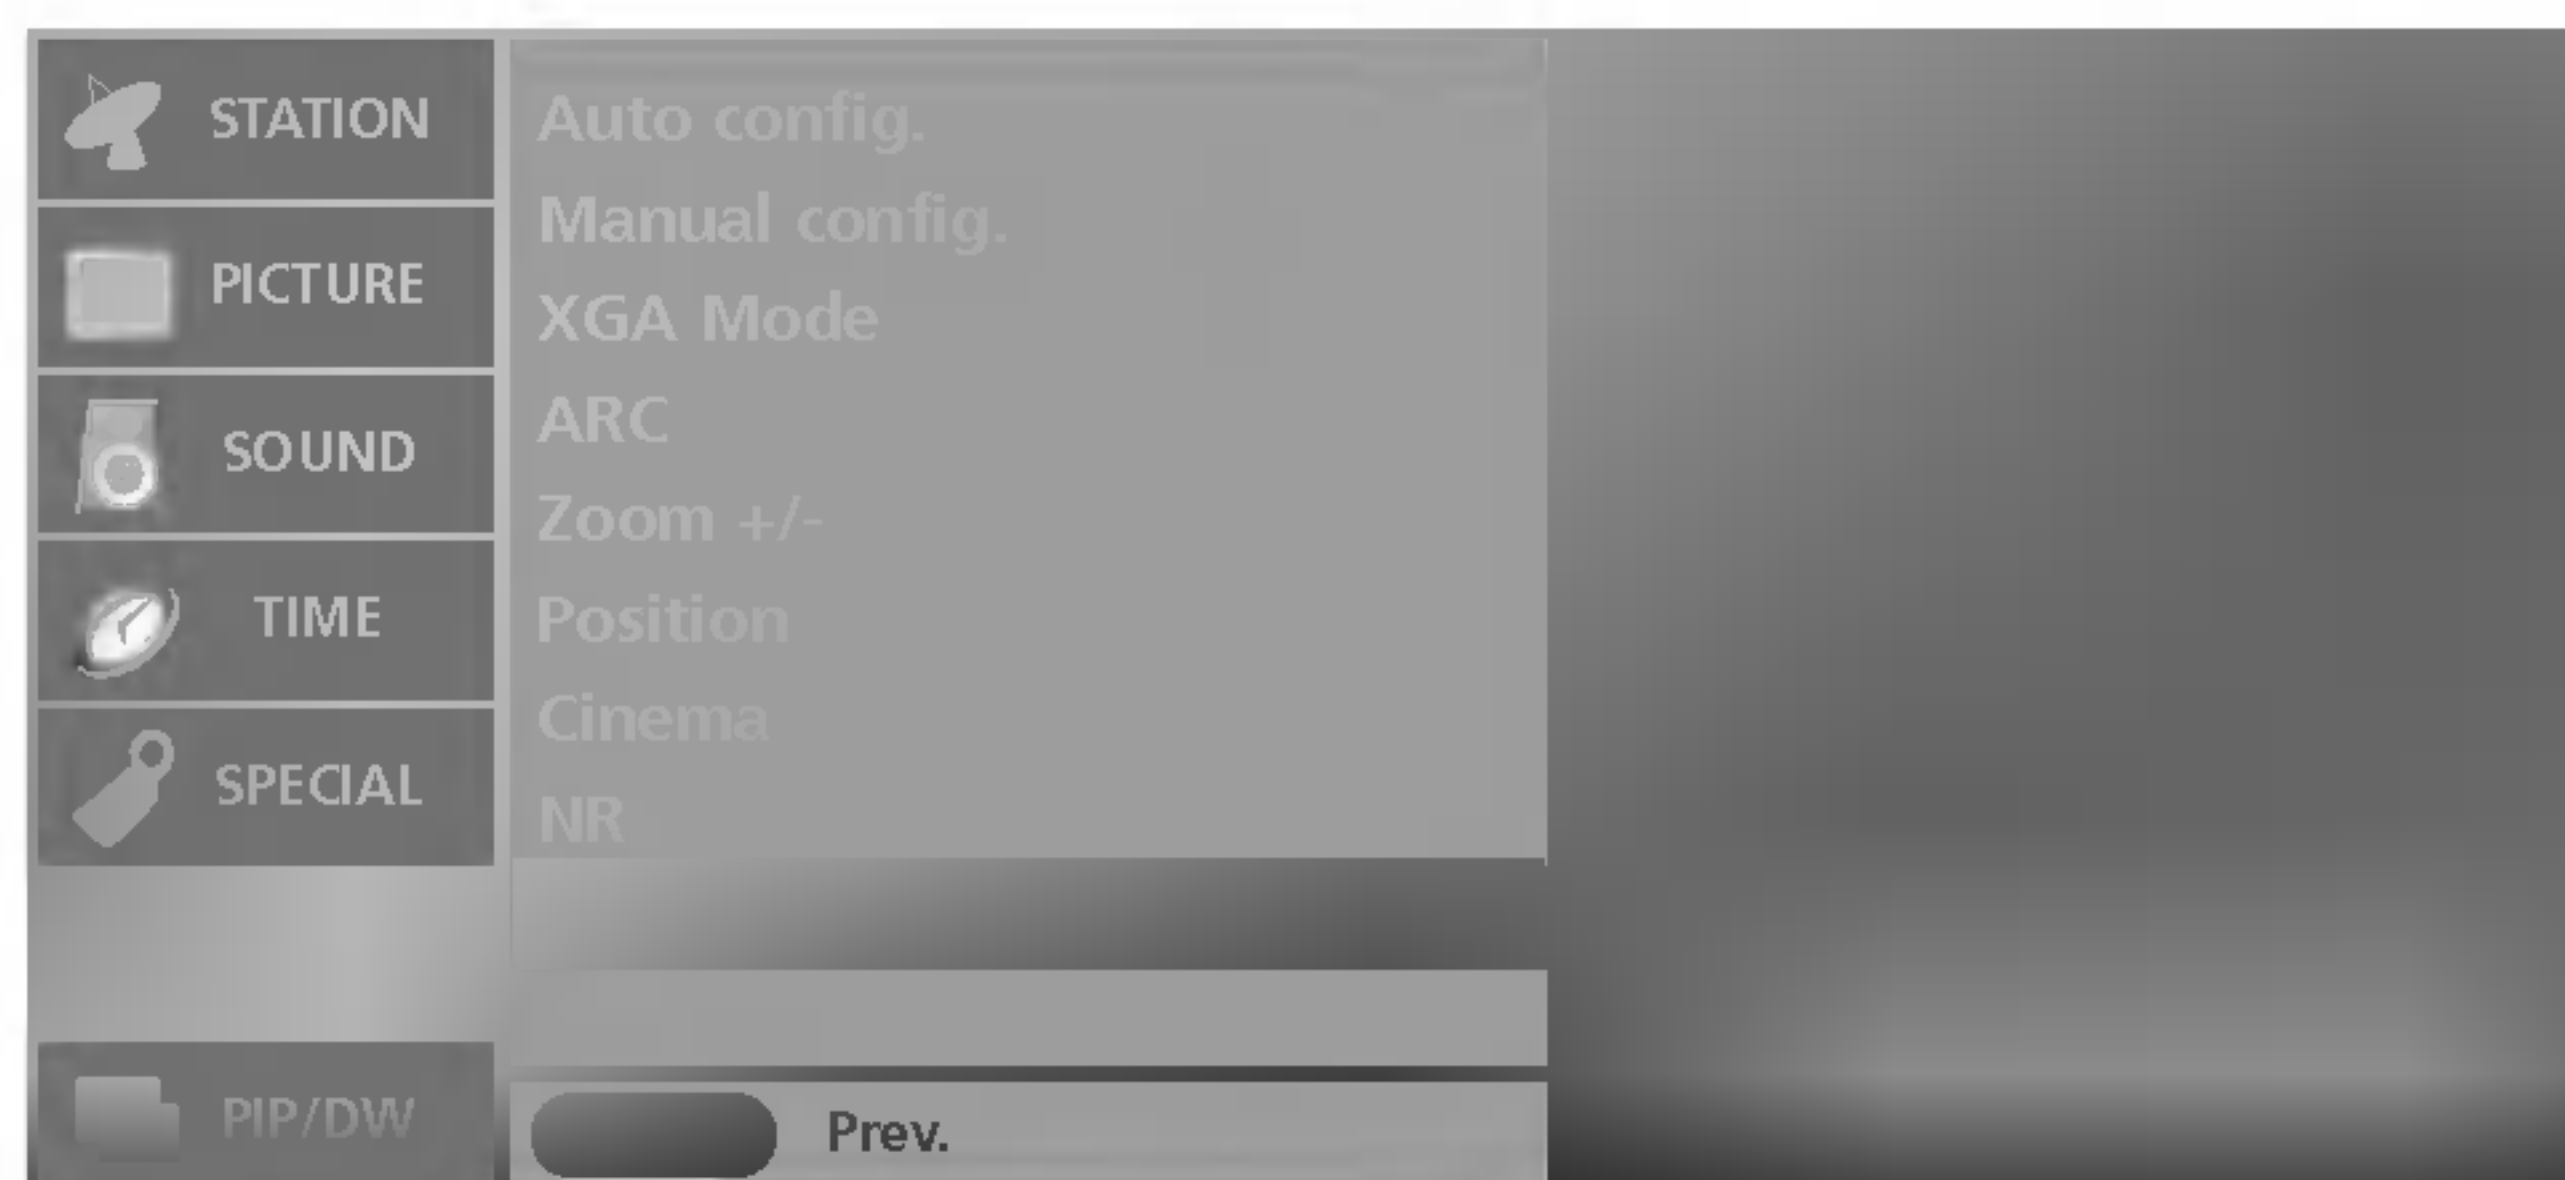 STATION
PICTURE
SOUND
TIME
SPECIAL
PIP/DW
Auto config.
Manual config.
XGA Mode
ARC
Zoom +/-
Position
Cinema
NR
Prev.